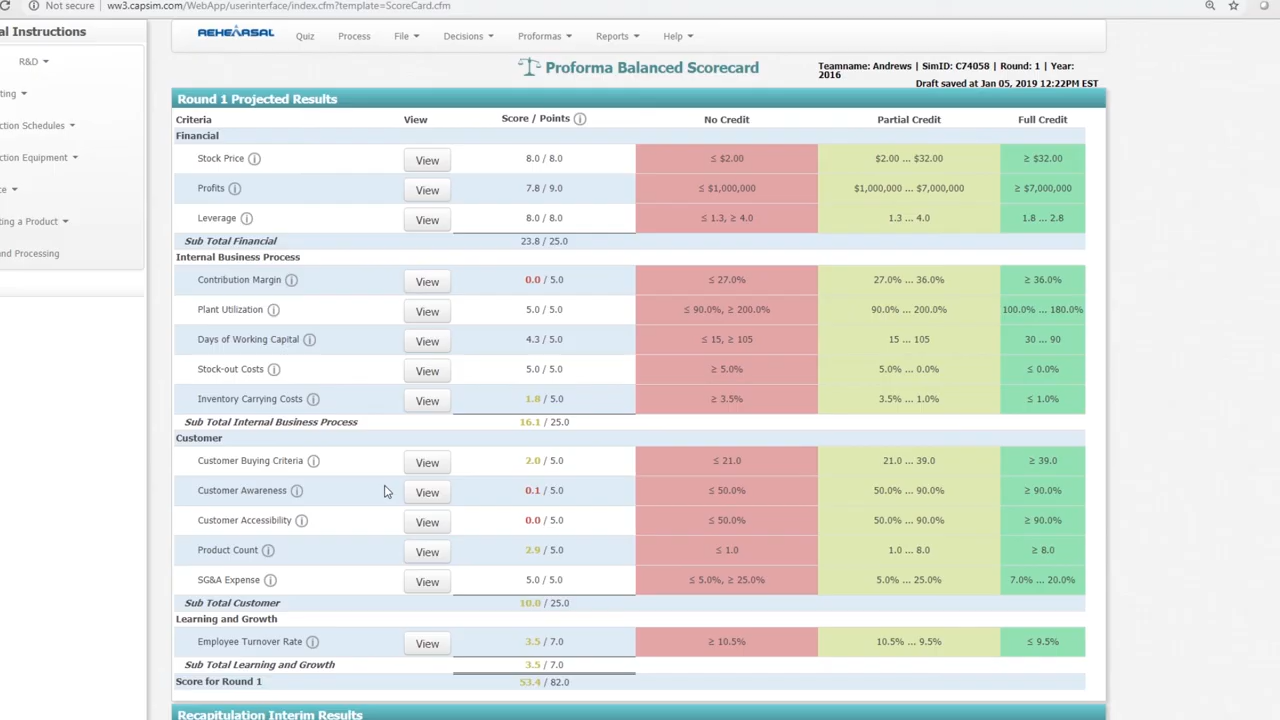 Not secure | ww3.capsim.com/WebApp/userinterface/index.cfm?template=ScoreCard.cfm
al Instructions
R&D
ting
ction Schedules
ction Equipment
ce
ting a Product
and Processing
REHEARSAL Quiz Process File Decisions Proformas Reports Help
Proforma Balanced Scorecard
Teamname: Andrews | SimID: C74058 | Round: 1 | Year: 2016
Draft saved at Jan 05, 2019 12:22PM EST
Round 1 Projected Results
Criteria View Score / Points No Credit Partial Credit Full Credit
Financial
Stock Price View 8.0 / 8.0 ≤ $2.00 $2.00 ... $32.00 ≥ $32.00
Profits View 7.8 / 9.0 ≤ $1,000,000 $1,000,000 ... $7,000,000 ≥ $7,000,000
Leverage View 8.0 / 8.0 ≤ 1.3, ≥ 4.0 1.3 ... 4.0 1.8 ... 2.8
Sub Total Financial 23.8 / 25.0
Internal Business Process
Contribution Margin View 0.0 / 5.0 ≤ 27.0% 27.0% ... 36.0% ≥ 36.0%
Plant Utilization View 5.0 / 5.0 ≤ 90.0%, ≥ 200.0% 90.0% ... 200.0% 100.0% ... 180.0%
Days of Working Capital View 4.3 / 5.0 ≤ 15, ≥ 105 15 ... 105 30 ... 90
Stock-out Costs View 5.0 / 5.0 ≥ 5.0% 5.0% ... 0.0% ≤ 0.0%
Inventory Carrying Costs View 1.8 / 5.0 ≥ 3.5% 3.5% ... 1.0% ≤ 1.0%
Sub Total Internal Business Process 16.1 / 25.0
Customer
Customer Buying Criteria View 2.0 / 5.0 ≤ 21.0 21.0 ... 39.0 ≥ 39.0
Customer Awareness View 0.1 / 5.0 ≤ 50.0% 50.0% ... 90.0% ≥ 90.0%
Customer Accessibility View 0.0 / 5.0 ≤ 50.0% 50.0% ... 90.0% ≥ 90.0%
Product Count View 2.9 / 5.0 ≤ 1.0 1.0 ... 8.0 ≥ 8.0
SG&A Expense View 5.0 / 5.0 ≤ 5.0%, ≥ 25.0% 5.0% ... 25.0% 7.0% ... 20.0%
Sub Total Customer 10.0 / 25.0
Learning and Growth
Employee Turnover Rate View 3.5 / 7.0 ≥ 10.5% 10.5% ... 9.5% ≤ 9.5%
Sub Total Learning and Growth 3.5 / 7.0
Score for Round 1 53.4 / 82.0
Recapitulation Interim Results